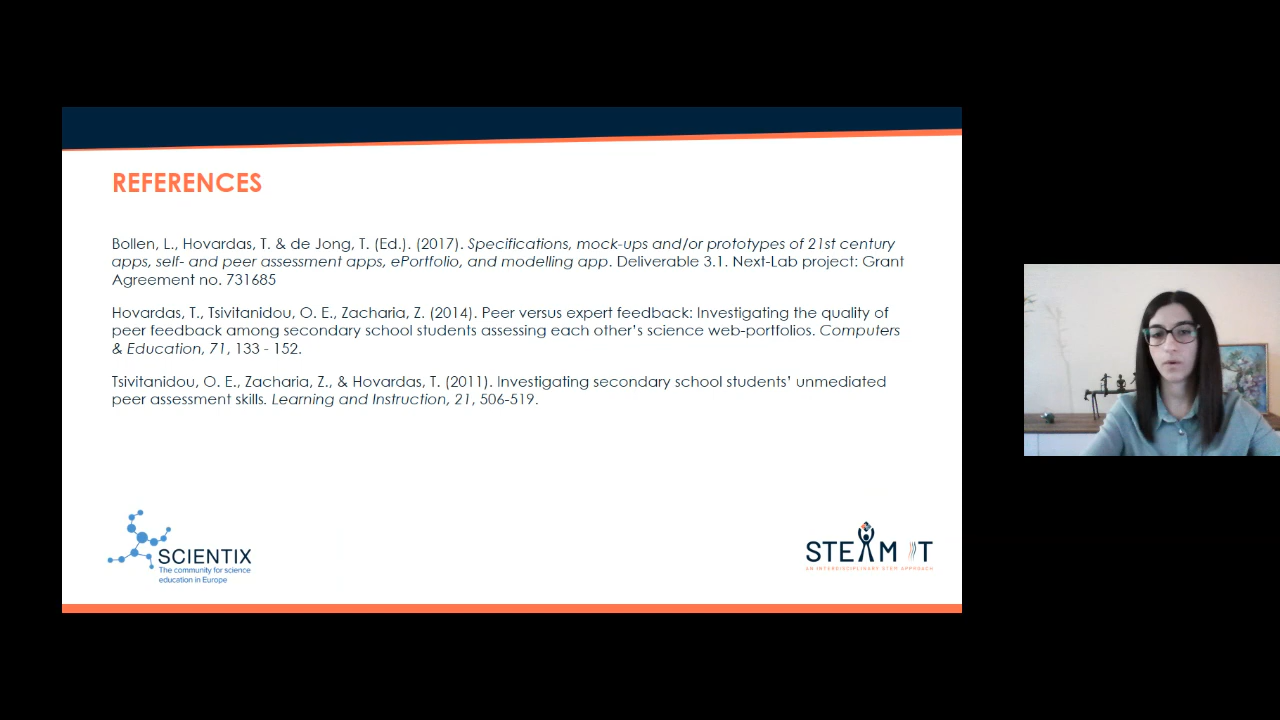 REFERENCES
Bollen, L., Hovardas, T. & de Jong, T. (Ed.). (2017). Specifications, mock-ups and/or prototypes of 21st century
apps, self- and peer assessment apps, ePortfolio, and modelling app. Deliverable 3.1. Next-Lab project: Grant
Agreement no. 731685
Hovardas, T., Tsivitanidou, O. E., Zacharia, Z. (2014). Peer versus expert feedback: Investigating the quality of
peer feedback among secondary school students assessing each other's science web-portfolios. Computers
& Education, 71, 133 - 152.
Tsivitanidou, O. E., Zacharia, Z., & Hovardas, T. (2011). Investigating secondary school students' unmediated
peer assessment skills. Learning and Instruction, 21, 506-519.
SCIENTIX
The community for science
education in Europe
STEAM IT
AN INTERDISCIPLINARY STEM APPROACH